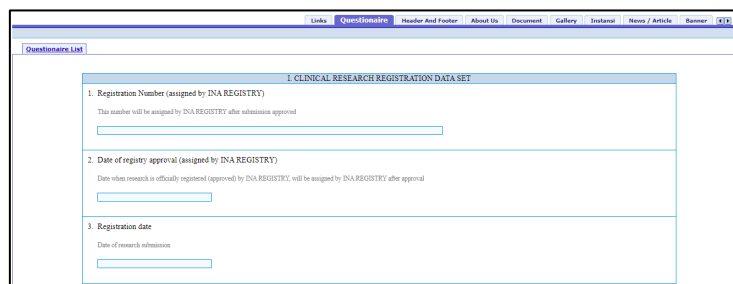 Links Questionaire Header And Footer About Us Document Gallery Instansi News / Article Banner
Questionaire List
I. CLINICAL RESEARCH REGISTRATION DATA SET
1. Registration Number (assigned by INA REGISTRY)
This number will be assigned by INA REGISTRY after submission approved
2. Date of registry approval (assigned by INA REGISTRY)
Date when research is officially registered (approved) by INA REGISTRY, will be assigned by INA REGISTRY after approval
3. Registration date
Date of research submission